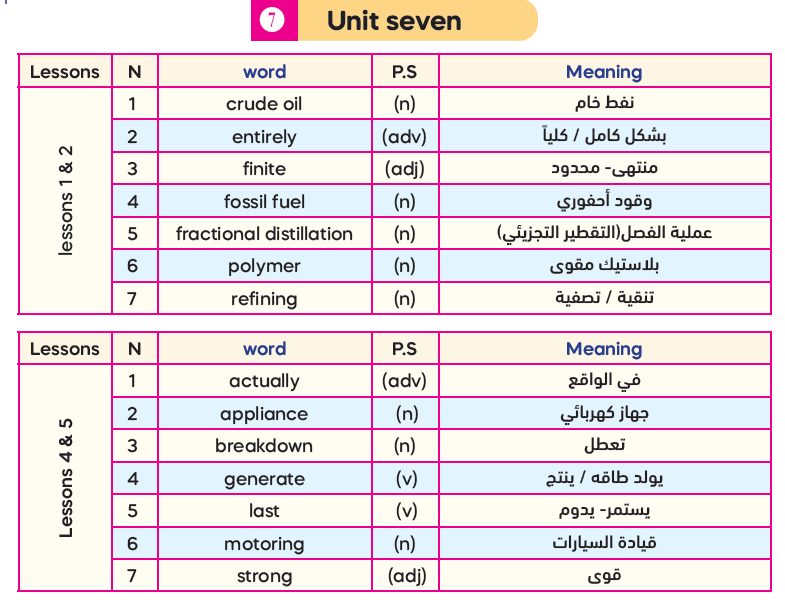 7 Unit seven
Lessons N word P.S Meaning
lessons 1 & 2
1 crude oil (n) نفط خام
2 entirely (adv) بشكل كامل / كلياً
3 finite (adj) منتهى- محدود
4 fossil fuel (n) وقود أحفوري
5 fractional distillation (n) عملية الفصل(التقطير التجزيئي)
6 polymer (n) بلاستيك مقوى
7 refining (n) تنقية / تصفية
Lessons N word P.S Meaning
Lessons 4 & 5
1 actually (adv) في الواقع
2 appliance (n) جهاز كهربائي
3 breakdown (n) تعطل
4 generate (v) يولد طاقه / ينتج
5 last (v) يستمر- يدوم
6 motoring (n) قيادة السيارات
7 strong (adj) قوى